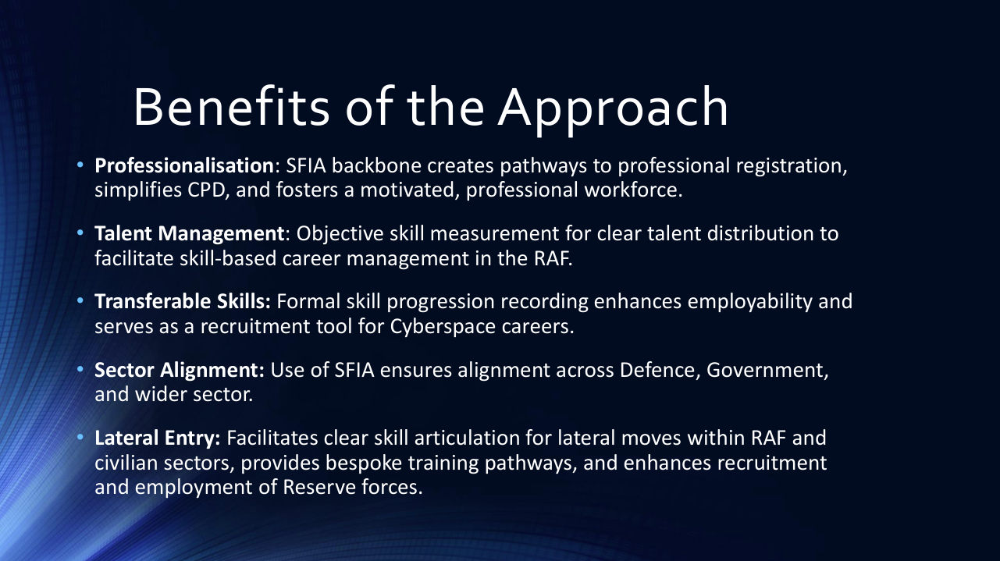 Benefits of the Approach
• Professionalisation: SFIA backbone creates pathways to professional registration,
simplifies CPD, and fosters a motivated, professional workforce.
• Talent Management: Objective skill measurement for clear talent distribution to
facilitate skill-based career management in the RAF.
• Transferable Skills: Formal skill progression recording enhances employability and
serves as a recruitment tool for Cyberspace careers.
• Sector Alignment: Use of SFIA ensures alignment across Defence, Government,
and wider sector.
• Lateral Entry: Facilitates clear skill articulation for lateral moves within RAF and
civilian sectors, provides bespoke training pathways, and enhances recruitment
and employment of Reserve forces.